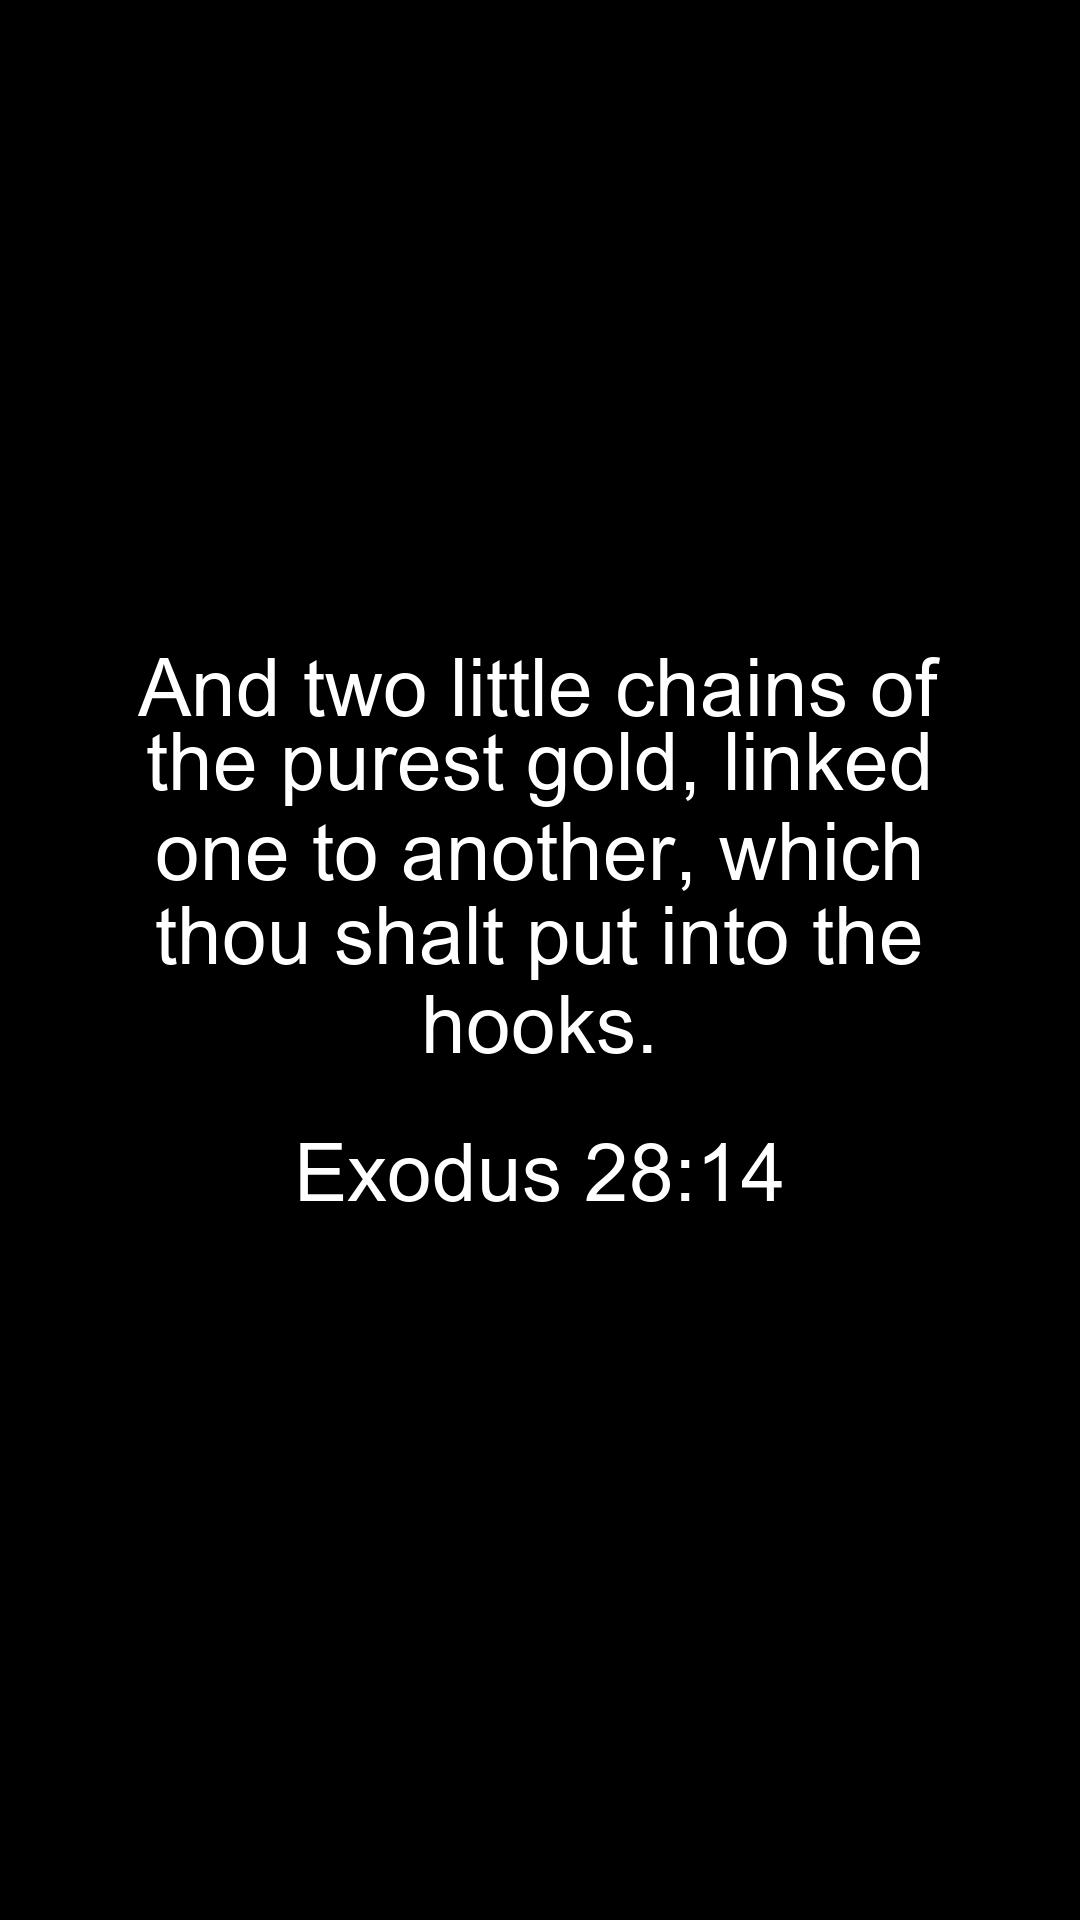 And two little chains of
the purest gold, linked
one to another, which
thou shalt put into the
hooks.
Exodus 28:14